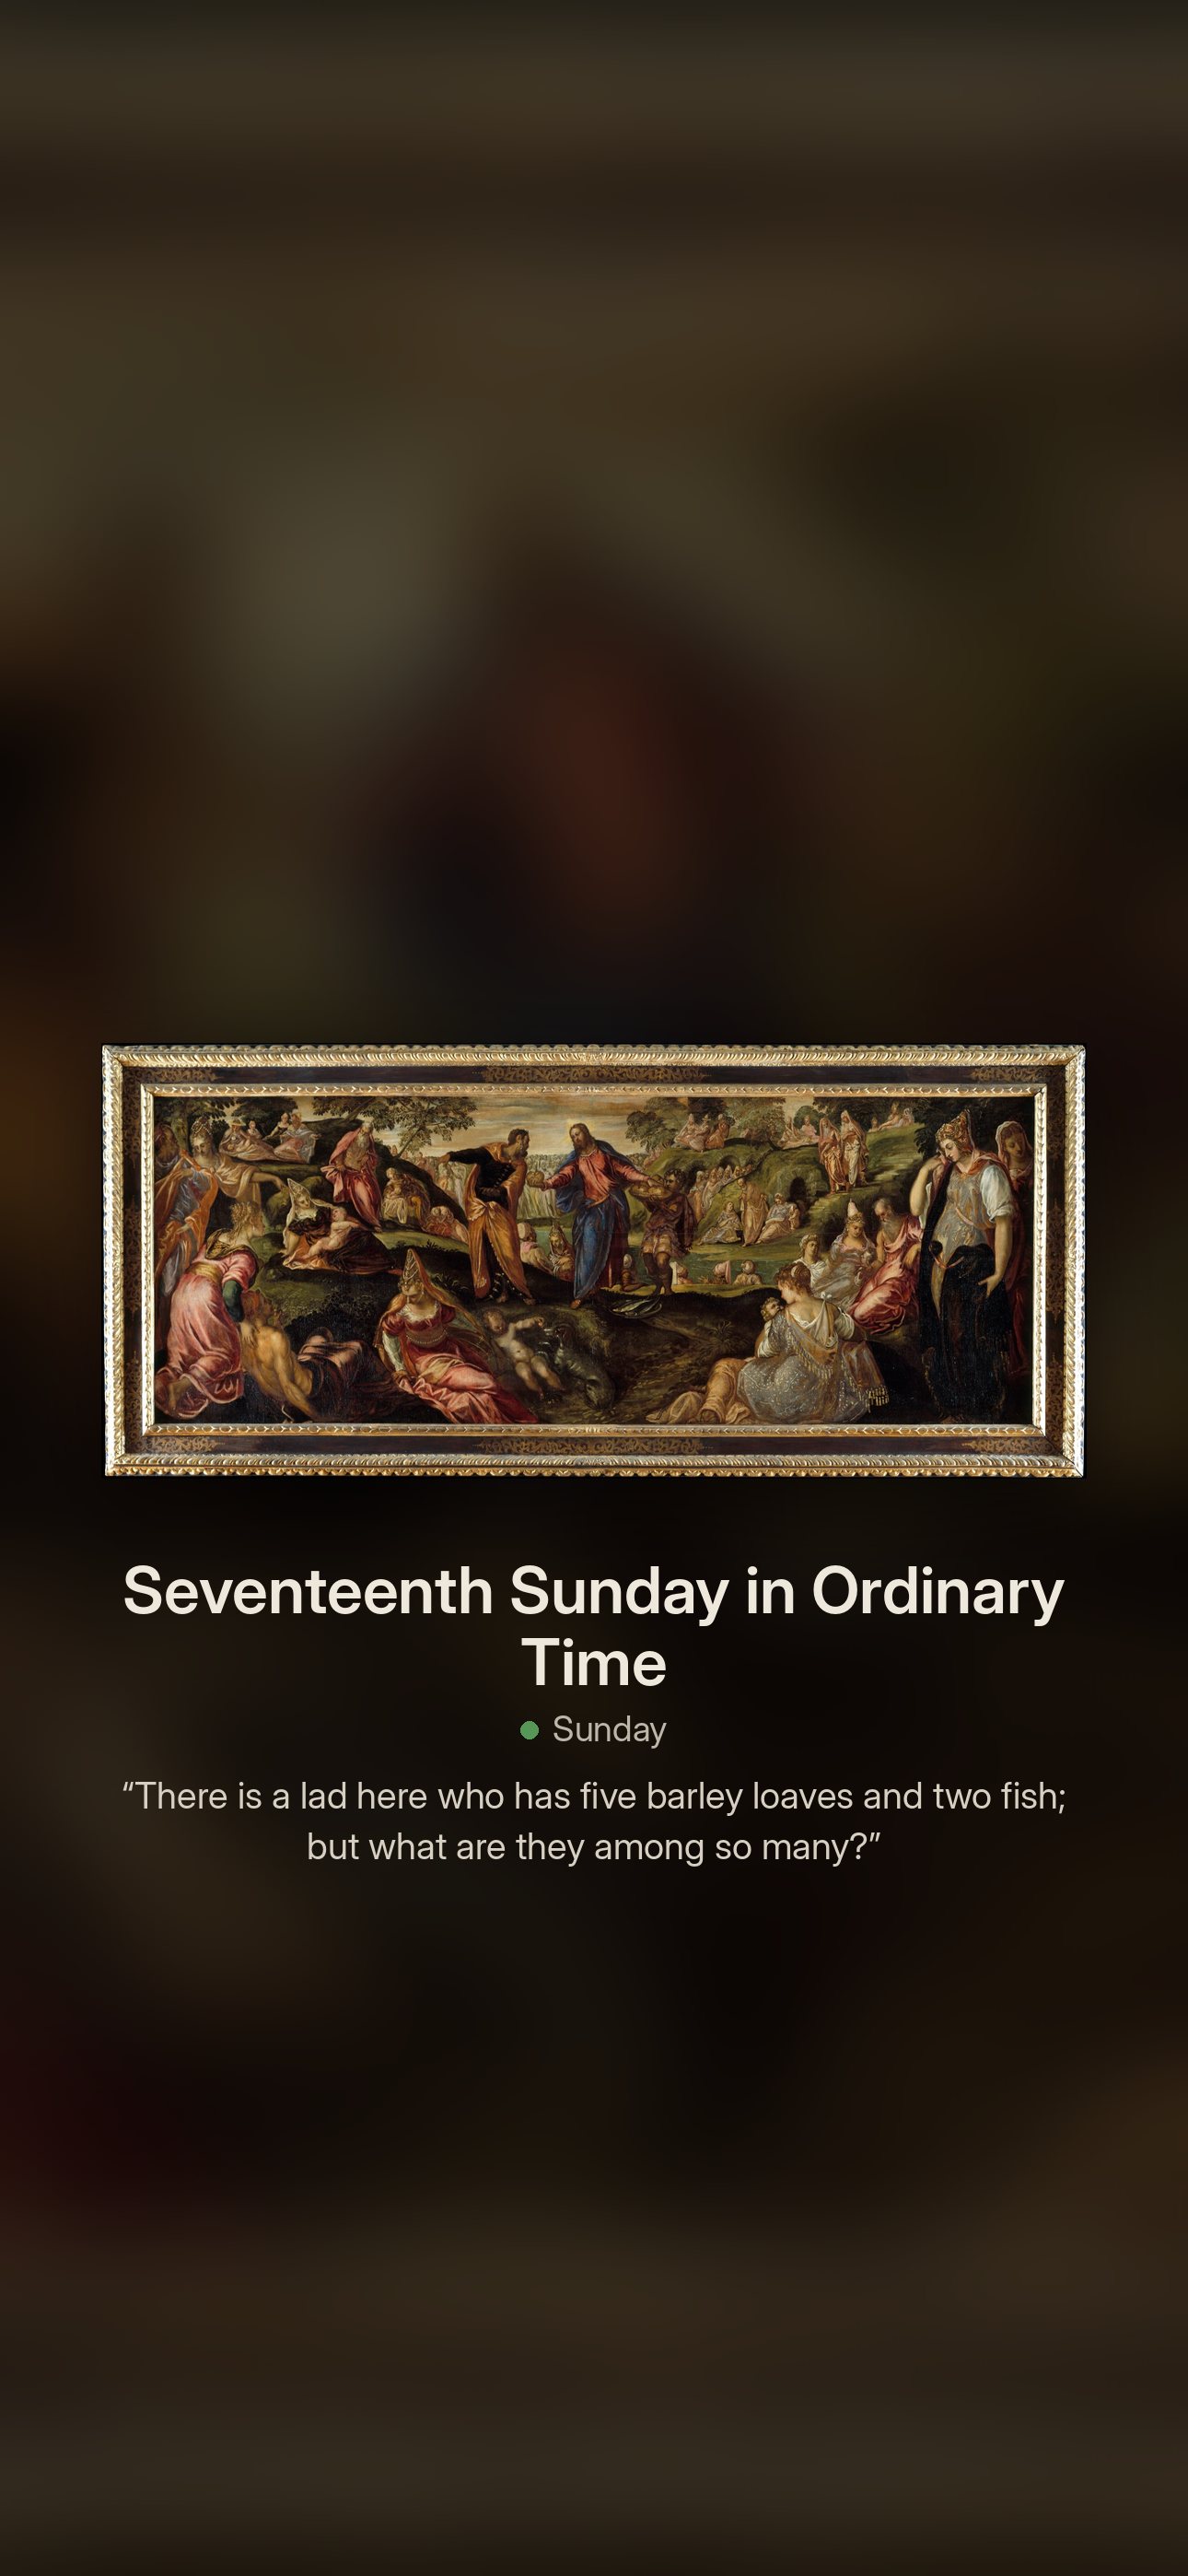 Seventeenth Sunday in Ordinary
Time
Sunday
“There is a lad here who has five barley loaves and two fish;
but what are they among so many?”